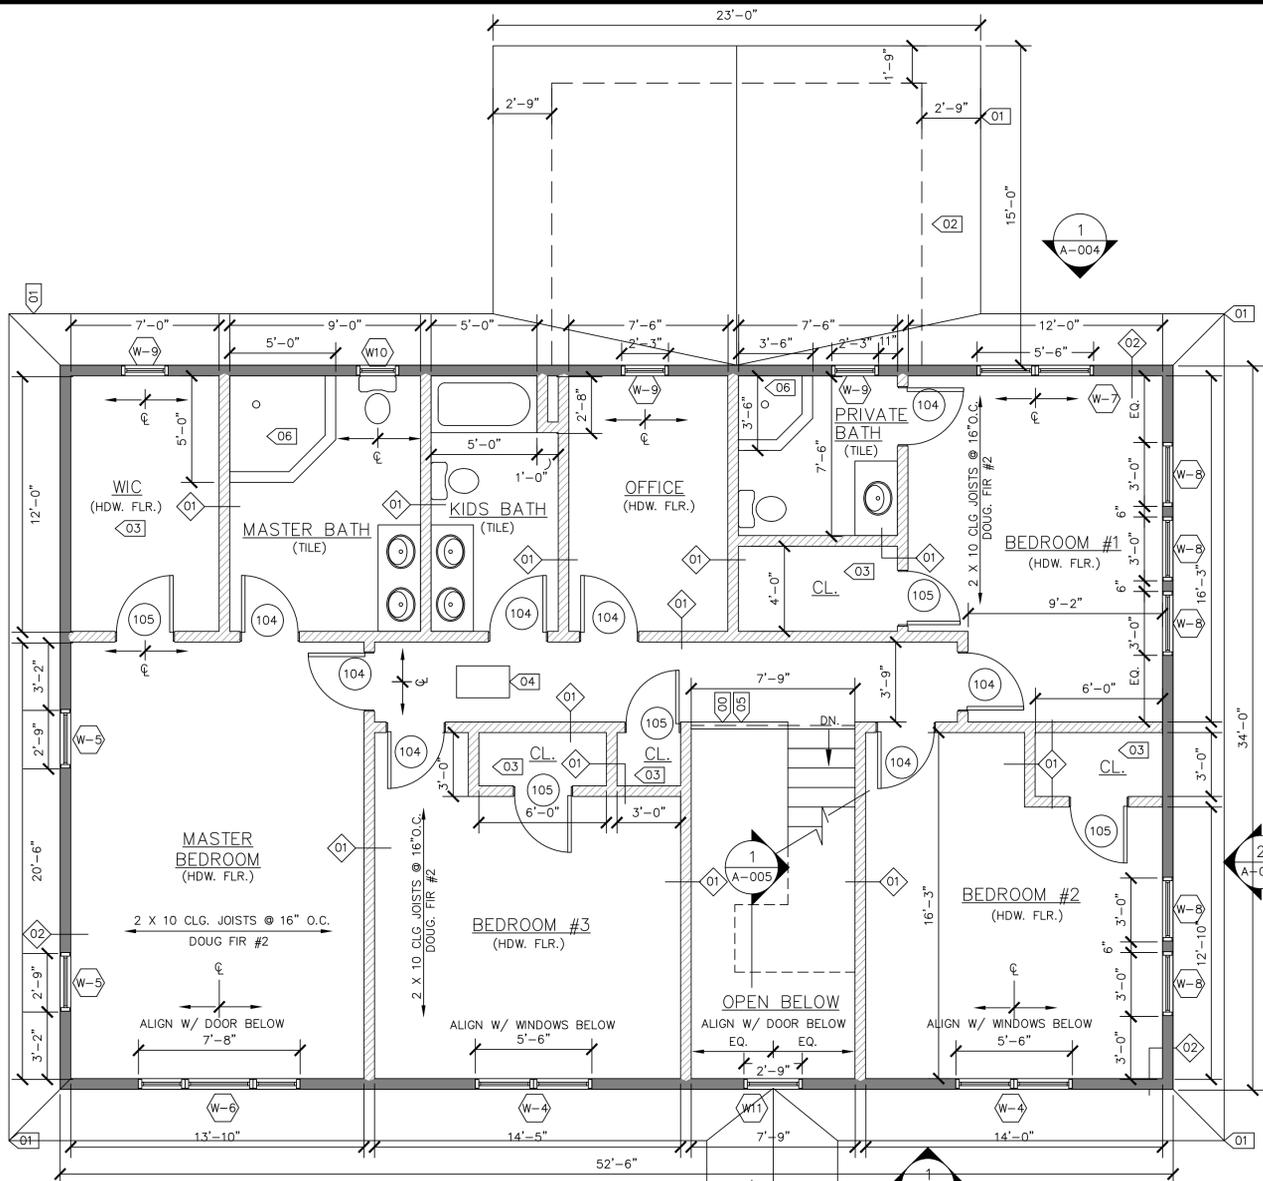 23'-0"
1'-9"
2'-9"
2'-9"
01
15'-0"
02
1
A-004
01
01
7'-0"
9'-0"
5'-0"
7'-6"
7'-6"
12'-0"
02
5'-0"
2'-3"
3'-6"
2'-3"
11"
5'-6"
W-9
W10
W-9
W-9
W-7
06
104
PRIVATE
BATH
(TILE)
EQ.
5'-0"
2'-8"
3'-6"
7'-6"
06
5'-0"
1'-0"
12'-0"
WIC
(HDW. FLR.)
03
01
MASTER BATH
(TILE)
01
KIDS BATH
(TILE)
OFFICE
(HDW. FLR.)
2 X 10 CLG JOISTS @ 16"O.C.
DOUG. FIR #2
BEDROOM #1
(HDW. FLR.)
3'-0"
W-8
6"
3'-0"
W-8
6"
16'-3"
3'-0"
W-8
EQ.
01
01
01
03
4'-0"
CL.
105
9'-2"
105
104
104
104
01
3'-2"
104
04
01
7'-9"
3'-9"
104
6'-0"
34'-0"
W-5
2'-9"
105
00
05
DN.
104
3'-0"
CL.
03
105
01
CL.
03
104
01
CL.
03
3'-0"
6'-0"
3'-0"
105
20'-6"
MASTER
BEDROOM
(HDW. FLR.)
01
2 X 10 CLG. JOISTS @ 16"O.C.
DOUG. FIR #2
1
A-005
01
01
2
2 X 10 CLG. JOISTS @ 16" O.C.
DOUG FIR #2
02
BEDROOM #3
(HDW. FLR.)
16'-3"
BEDROOM #2
(HDW. FLR.)
3'-0"
W-8
6"
12'-10"
3'-0"
W-8
2'-9"
W-5
OPEN BELOW
ALIGN W/ DOOR BELOW
7'-8"
ALIGN W/ WINDOWS BELOW
5'-6"
ALIGN W/ DOOR BELOW
EQ.
EQ.
2'-9"
ALIGN W/ WINDOWS BELOW
5'-6"
3'-2"
3'-0"
02
W-6
W-4
W11
W-4
01
13'-10"
14'-5"
7'-9"
14'-0"
01
52'-6"
1